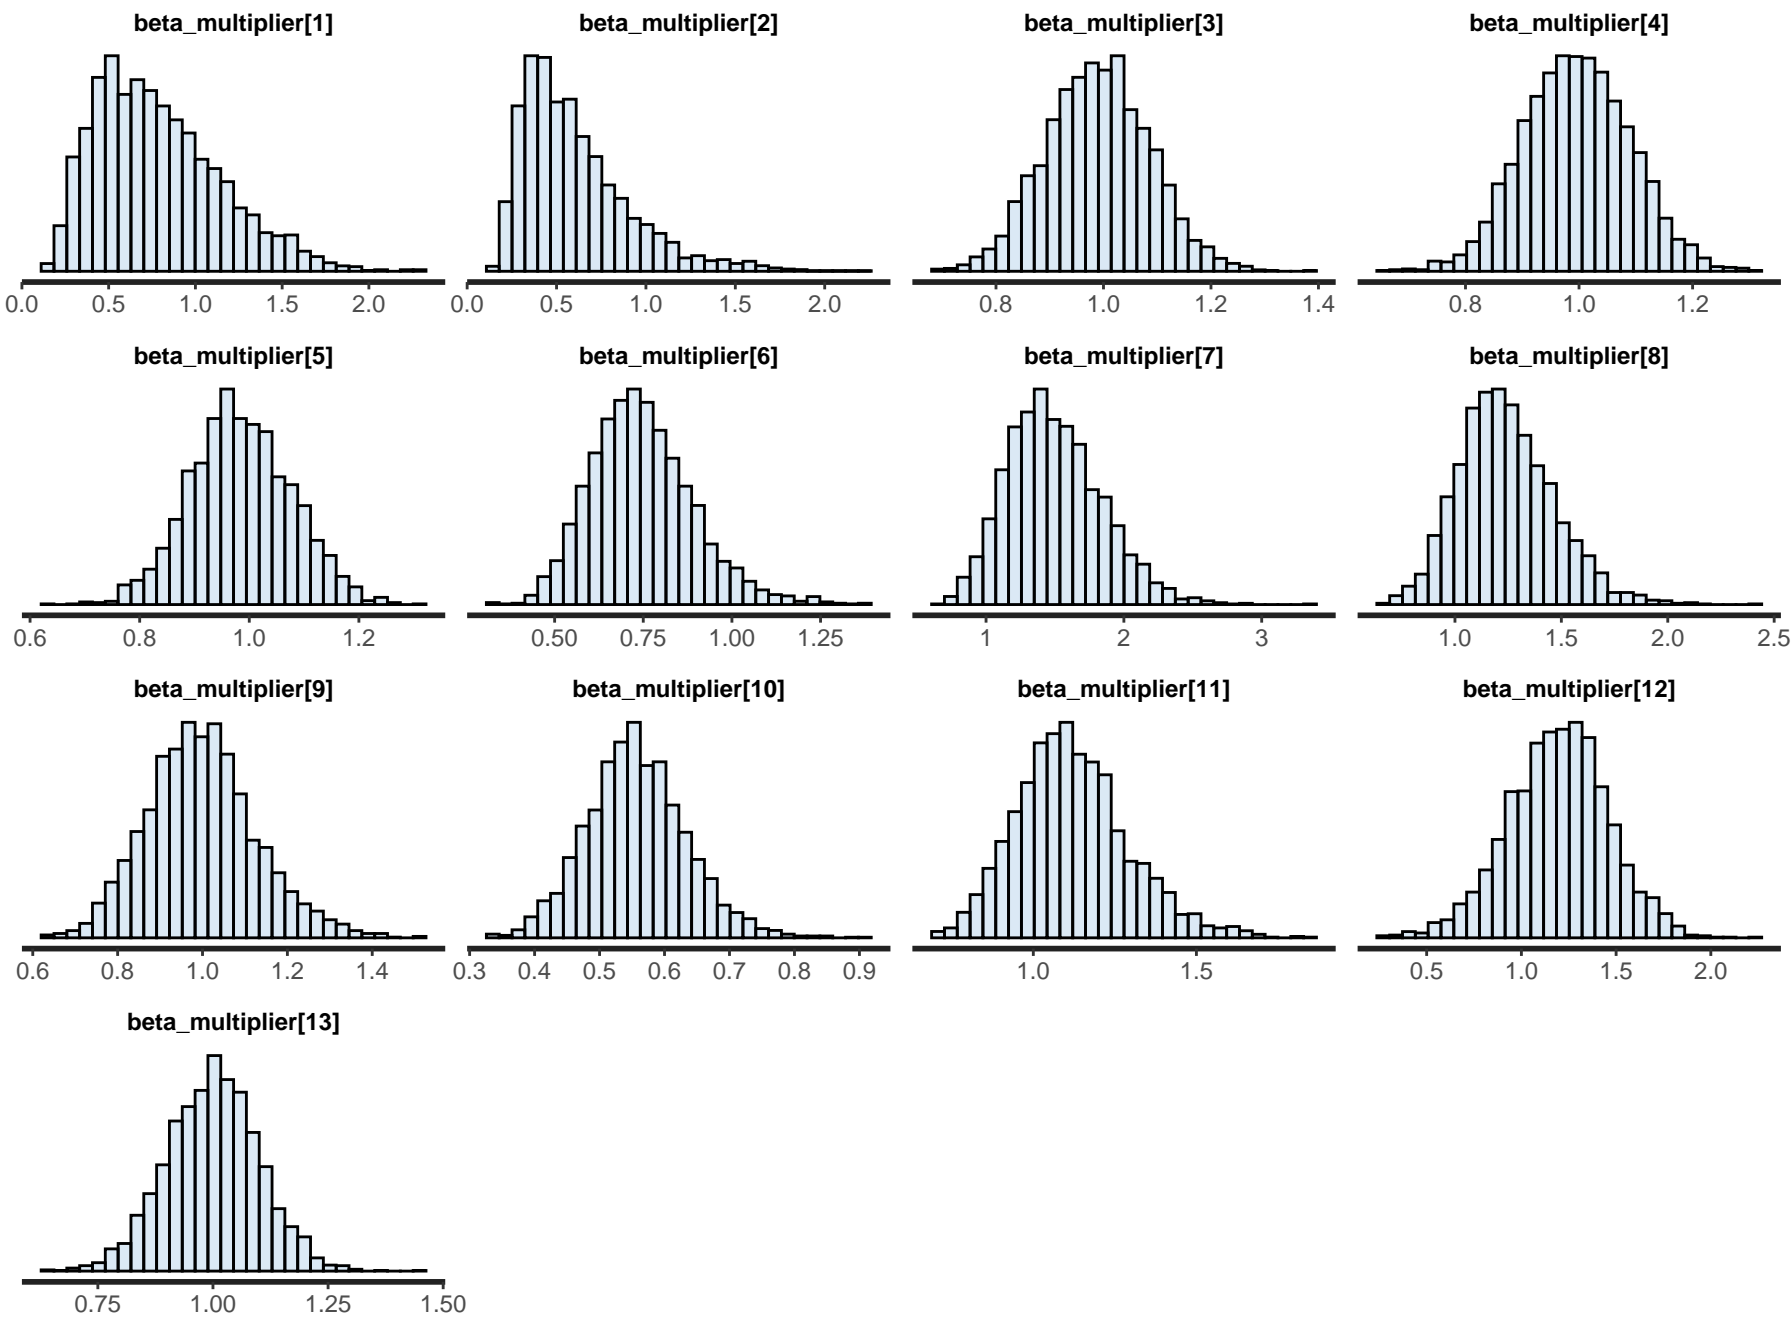 beta_multiplier[1] beta_multiplier[2] beta_multiplier[3] beta_multiplier[4]
0.0 0.5 1.0 1.5 2.0 0.0 0.5 1.0 1.5 2.0 0.8 1.0 1.2 1.4 0.8 1.0 1.2
beta_multiplier[5] beta_multiplier[6] beta_multiplier[7] beta_multiplier[8]
0.6 0.8 1.0 1.2 0.50 0.75 1.00 1.25 1 2 3 1.0 1.5 2.0 2.5
beta_multiplier[9] beta_multiplier[10] beta_multiplier[11] beta_multiplier[12]
0.6 0.8 1.0 1.2 1.4 0.3 0.4 0.5 0.6 0.7 0.8 0.9 1.0 1.5 0.5 1.0 1.5 2.0
beta_multiplier[13]
0.75 1.00 1.25 1.50